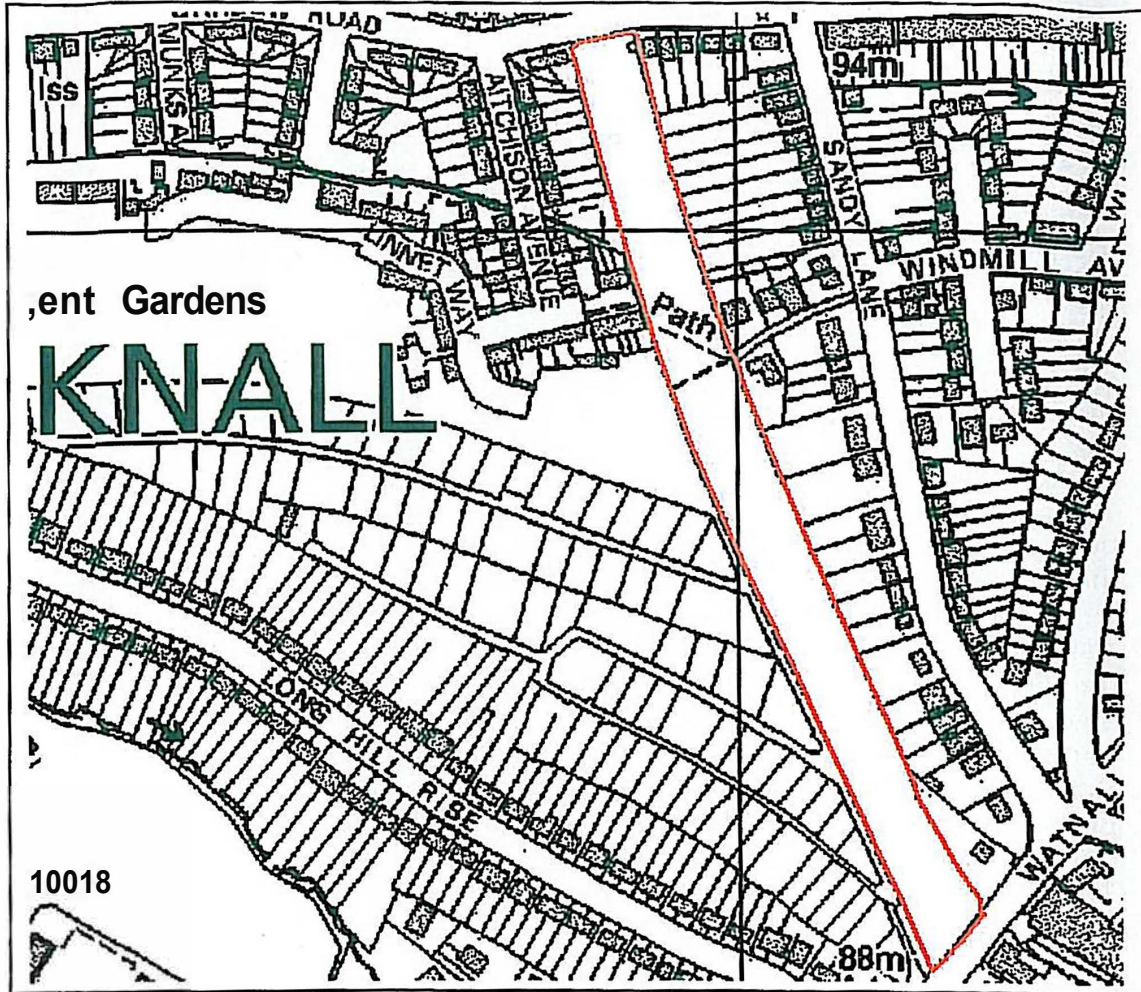 ROAD
94m
Iss
MUNKS A
AITCHISON AVENUE
SANDY LANE
LINNET WAY
WINDMILL AV
,ent Gardens
Path
KNALL
LONG HILL RISE
WATNAL
10018
88m